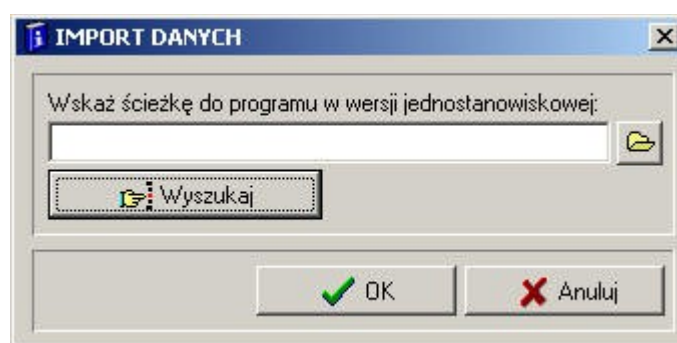 IMPORT DANYCH
Wskaż ścieżkę do programu w wersji jednostanowiskowej:
Wyszukaj
OK
Anuluj